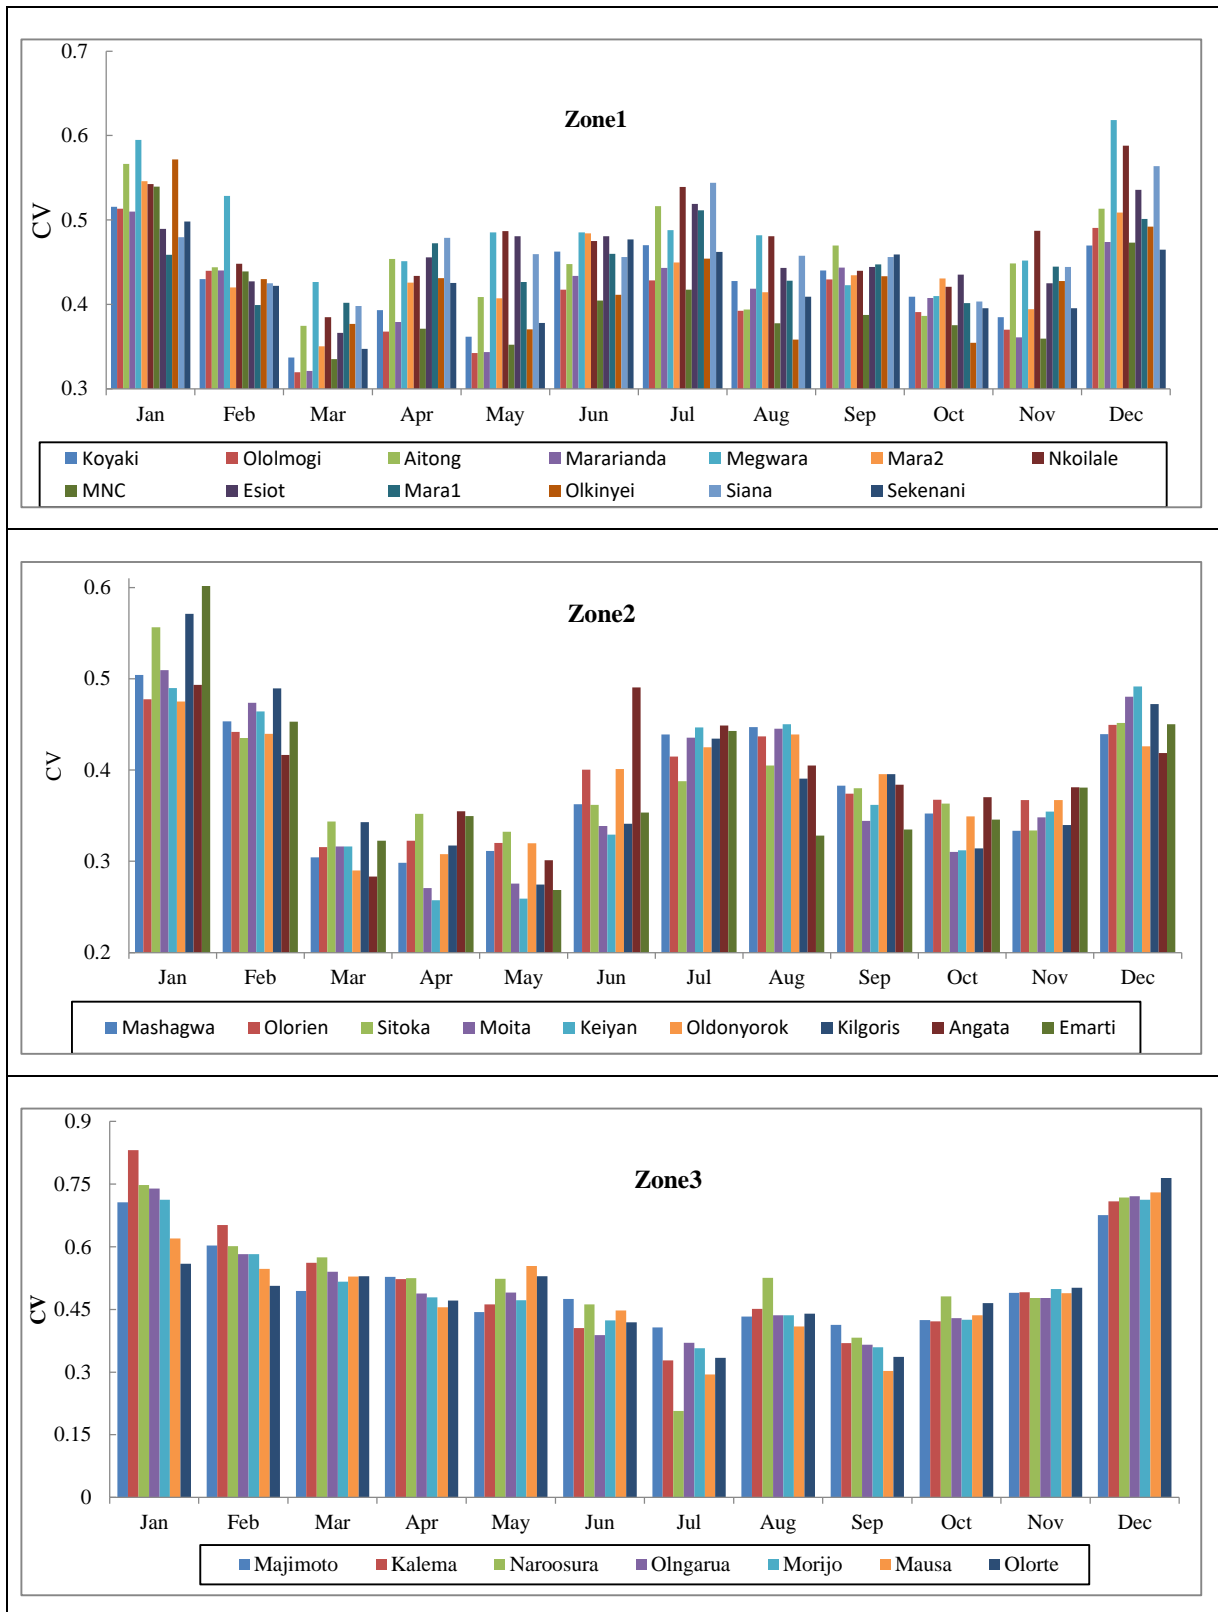 Zone1
CV
0.7
0.6
0.5
0.4
0.3
Jan Feb Mar Apr May Jun Jul Aug Sep Oct Nov Dec
Koyaki Ololmogi Aitong Mararianda Megwara Mara2 Nkoilale
MNC Esiot Mara1 Olkinyei Siana Sekenani
Zone2
CV
0.6
0.5
0.4
0.3
0.2
Jan Feb Mar Apr May Jun Jul Aug Sep Oct Nov Dec
Mashagwa Olorien Sitoka Moita Keiyan Oldonyorok Kilgoris Angata Emarti
Zone3
CV
0.9
0.75
0.6
0.45
0.3
0.15
0
Jan Feb Mar Apr May Jun Jul Aug Sep Oct Nov Dec
Majimoto Kalema Naroosura Olngarua Morijo Mausa Olorte